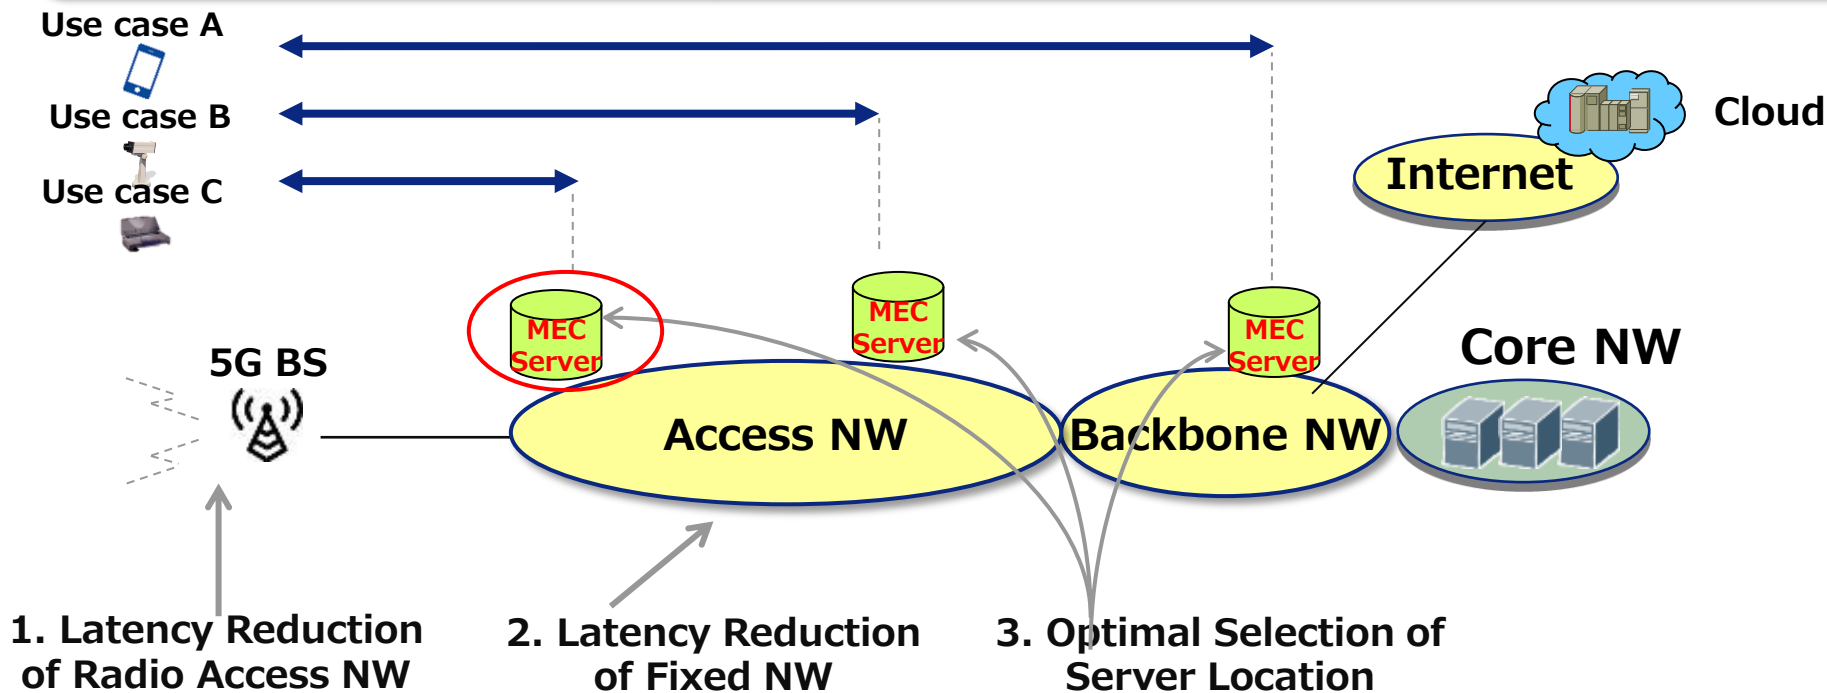 Use case A
Use case B
Use case C
Cloud
Internet
MEC
Server
MEC
Server
MEC
Server
5G BS
Core NW
Access NW
Backbone NW
1. Latency Reduction
of Radio Access NW
2. Latency Reduction
of Fixed NW
3. Optimal Selection of
Server Location